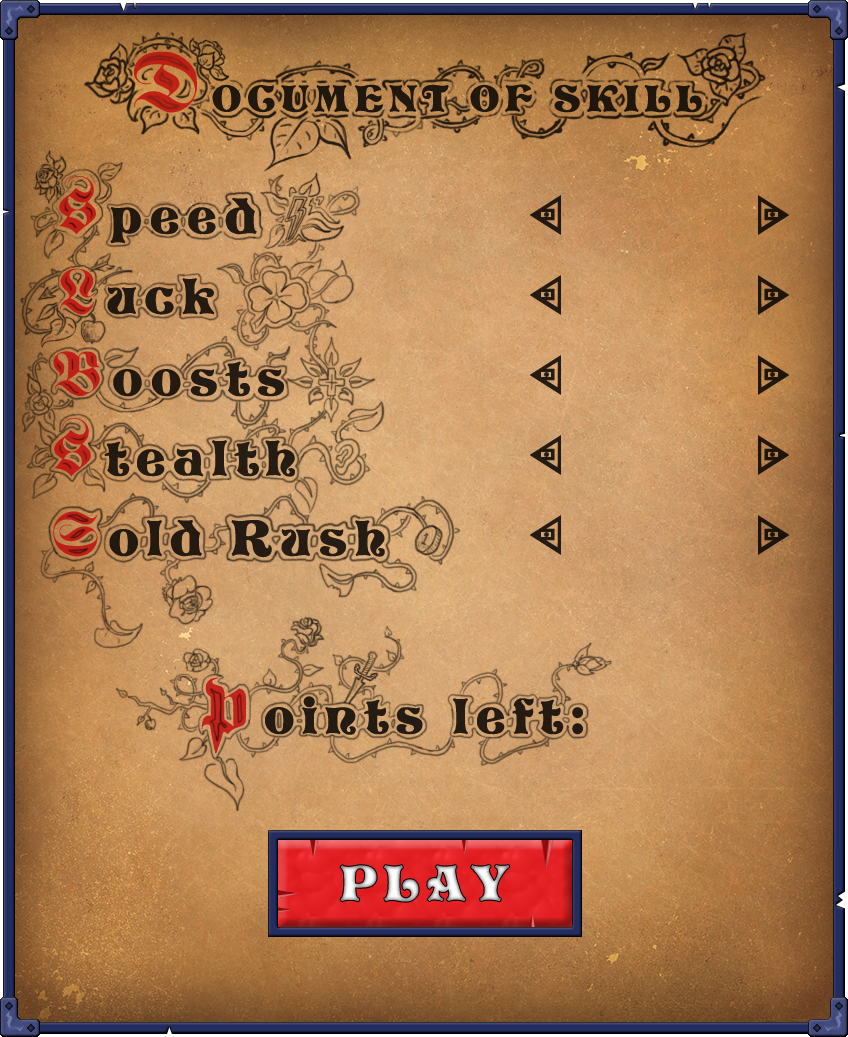 DOCUMENT OF SKILL
Speed
Luck
Boosts
Stealth
Gold Rush
Points left:
PLAY